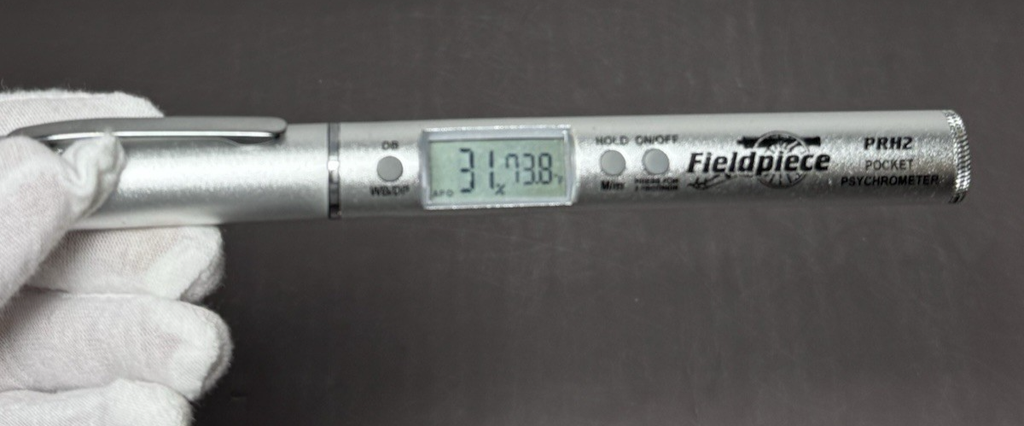 DB
WB/DP
31% 73.8°F
APO
HOLD ON/OFF
M/m
Fieldpiece
PRH2
POCKET
PSYCHROMETER